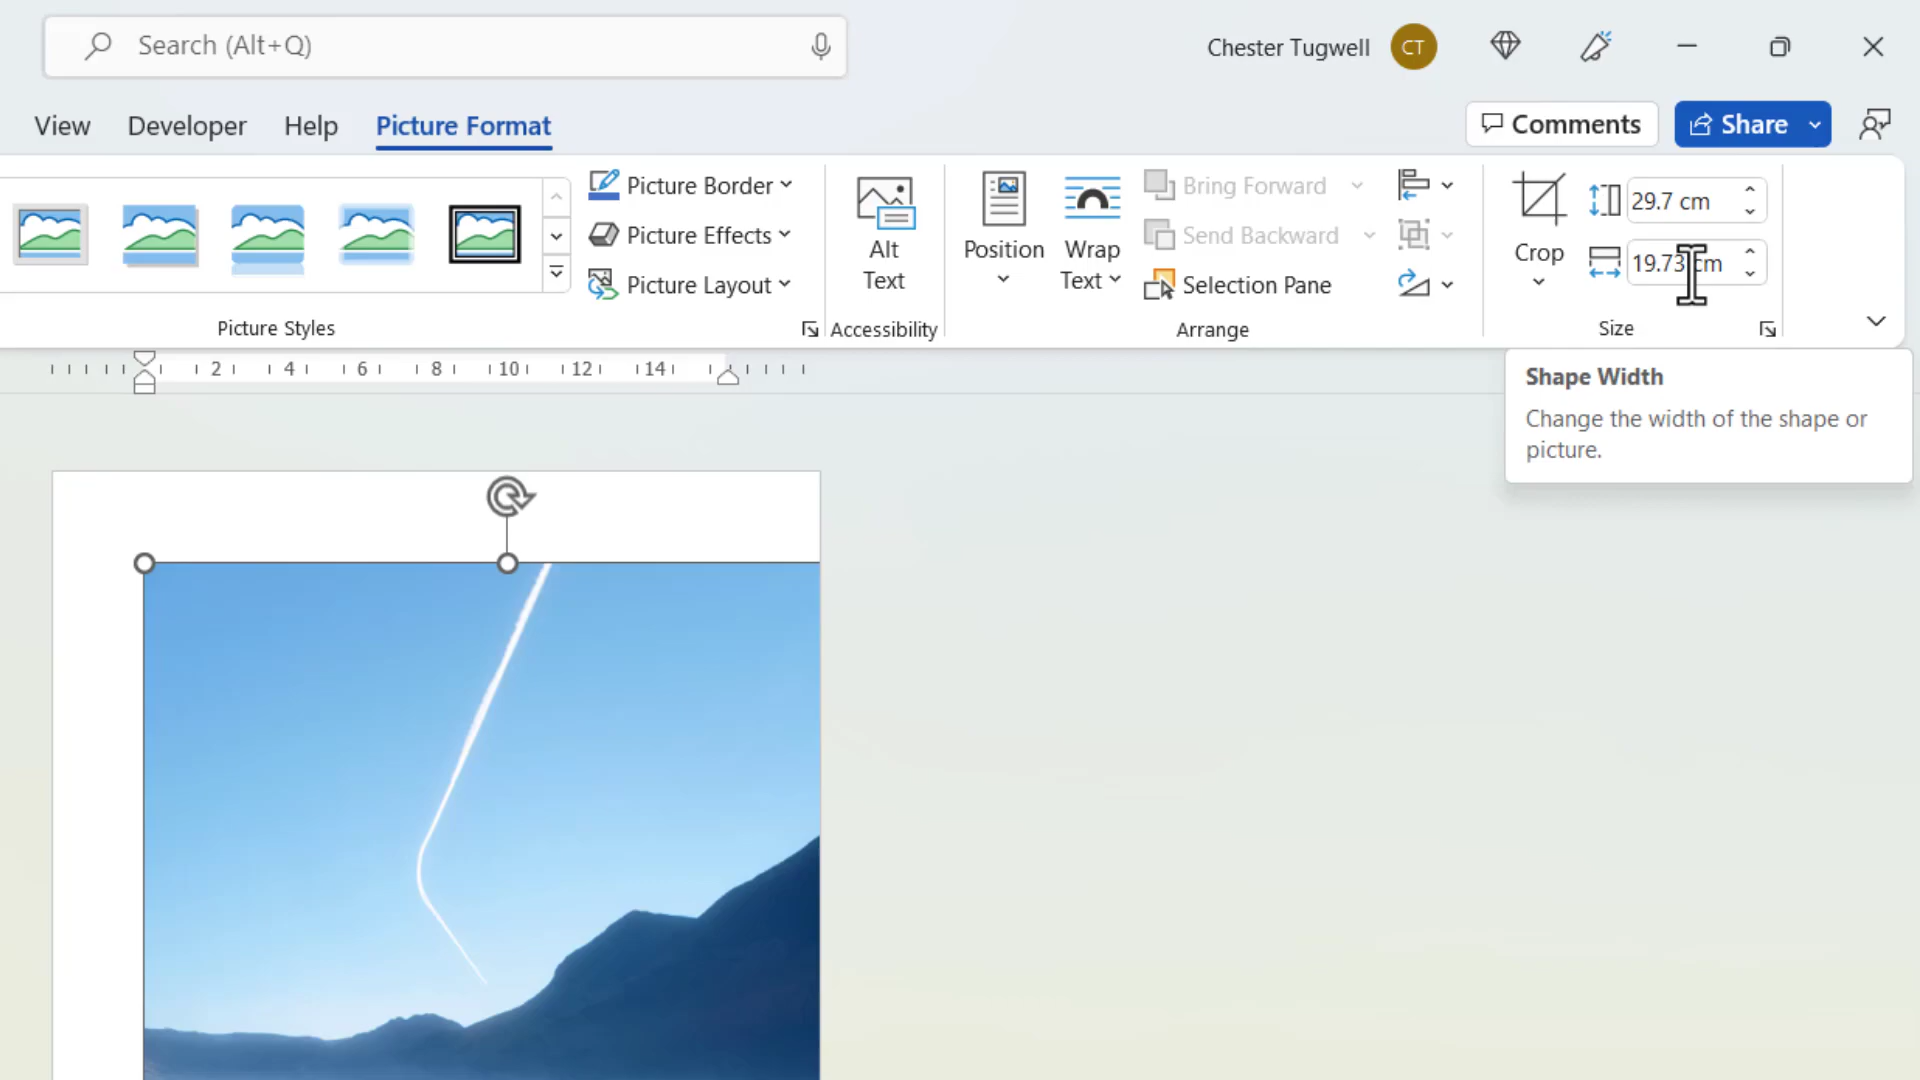 Search (Alt+Q)
Chester Tugwell
CT
View
Developer
Help
Picture Format
Comments
Share
Picture Border
Picture Effects
Picture Layout
Picture Styles
Alt
Text
Accessibility
Position
Wrap
Text
Bring Forward
Send Backward
Selection Pane
Arrange
Crop
29.7 cm
19.73 cm
Size
2 4 6 8 10 12 14
Shape Width
Change the width of the shape or
picture.